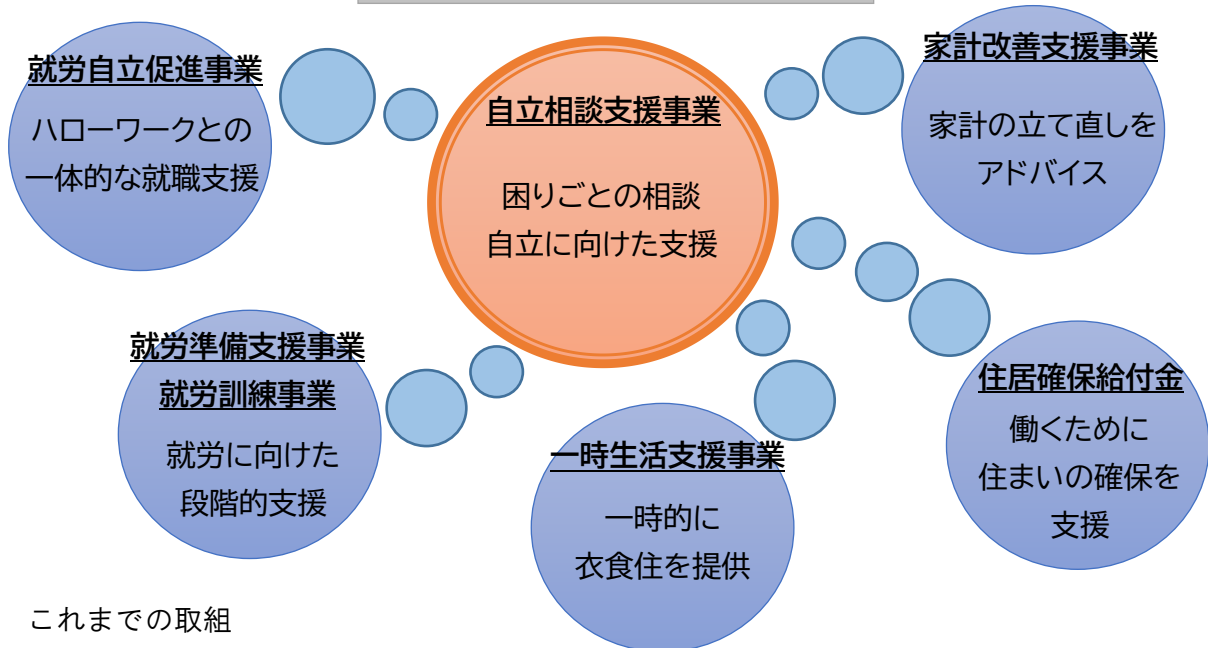 就労自立促進事業
ハローワークとの
一体的な就職支援
自立相談支援事業
困りごとの相談
自立に向けた支援
家計改善支援事業
家計の立て直しを
アドバイス
就労準備支援事業
就労訓練事業
就労に向けた
段階的支援
一時生活支援事業
一時的に
衣食住を提供
住居確保給付金
働くために
住まいの確保を
支援
これまでの取組